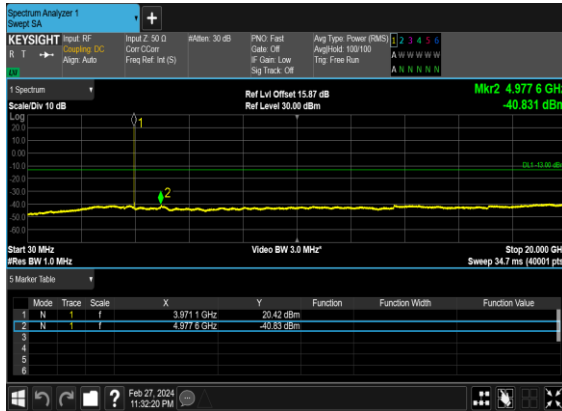 Spectrum Analyzer 1
Swept SA
KEYSIGHT Input: RF Input Z: 50 Ω #Atten: 30 dB PNO: Fast Avg Type: Power (RMS) 1 2 3 4 5 6
R T Coupling: DC Corr CCorr Gate: Off Avg|Hold: 100/100 A W W W W W
Align: Auto Freq Ref: Int (S) IF Gain: Low Trig: Free Run
LXI Sig Track: Off A N N N N N
1 Spectrum Ref Lvl Offset 15.87 dB Mkr2 4.977 6 GHz
Scale/Div 10 dB Ref Level 30.00 dBm -40.831 dBm
Log
20.0
10.0
0.00
-10.0
DL1 -13.00 dBm
-20.0
-30.0
-40.0
-50.0
-60.0
1
2
Start 30 MHz Video BW 3.0 MHz* Stop 20.000 GHz
#Res BW 1.0 MHz Sweep 34.7 ms (40001 pts)
5 Marker Table
Mode Trace Scale X Y Function Function Width Function Value
1 N 1 f 3.971 1 GHz 20.42 dBm
2 N 1 f 4.977 6 GHz -40.83 dBm
3
4
5
6
Feb 27, 2024
11:32:20 PM